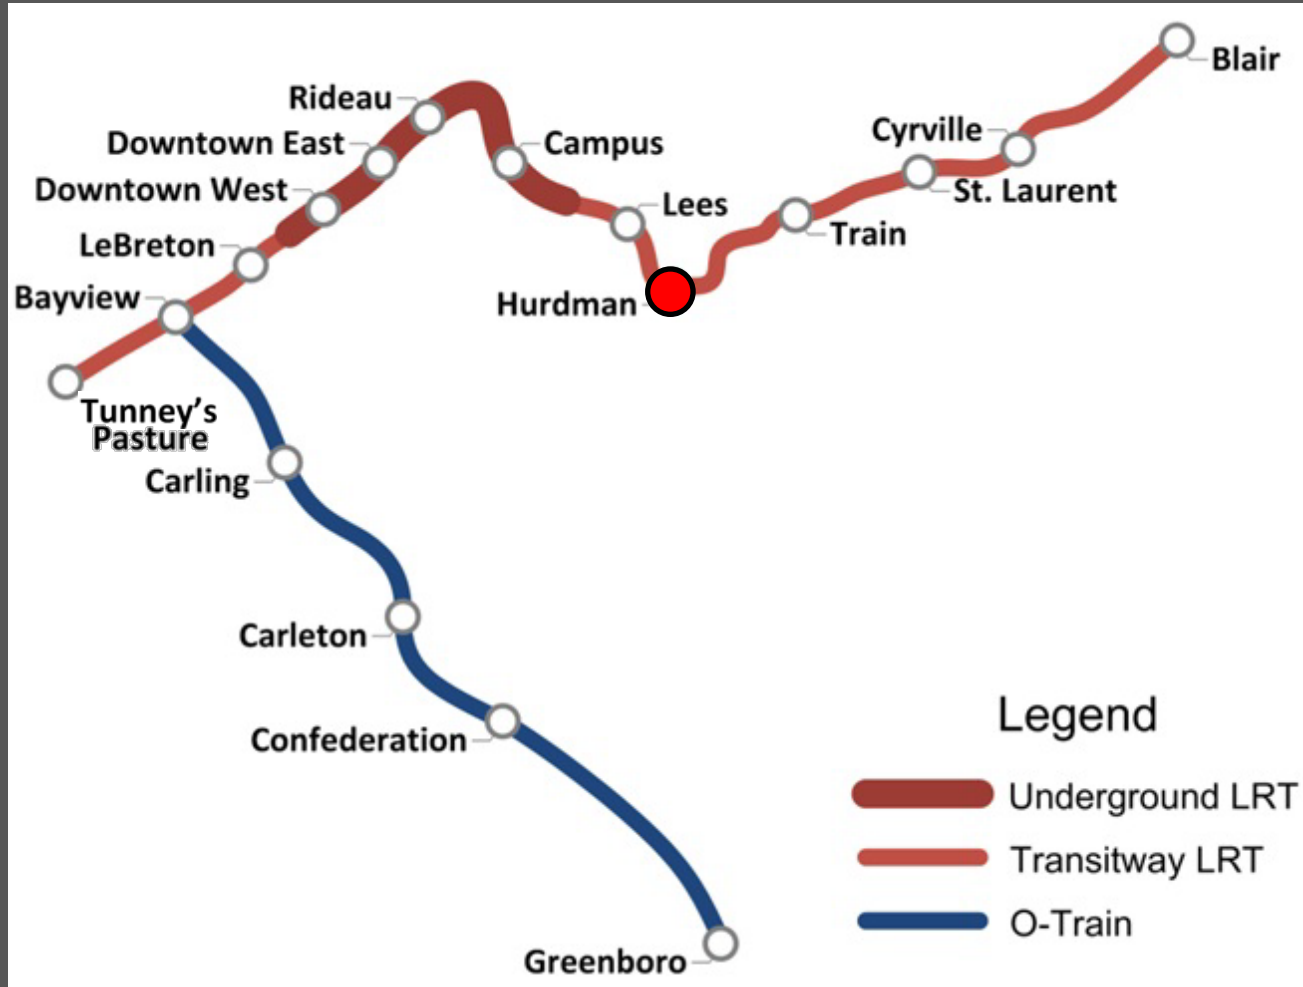 Blair
Rideau
Cyrville
Downtown East
Campus
Downtown West
St. Laurent
Lees
Train
LeBreton
Bayview
Hurdman
Tunney's
Pasture
Carling
Carleton
Confederation
Greenboro
Legend
Underground LRT
Transitway LRT
O-Train